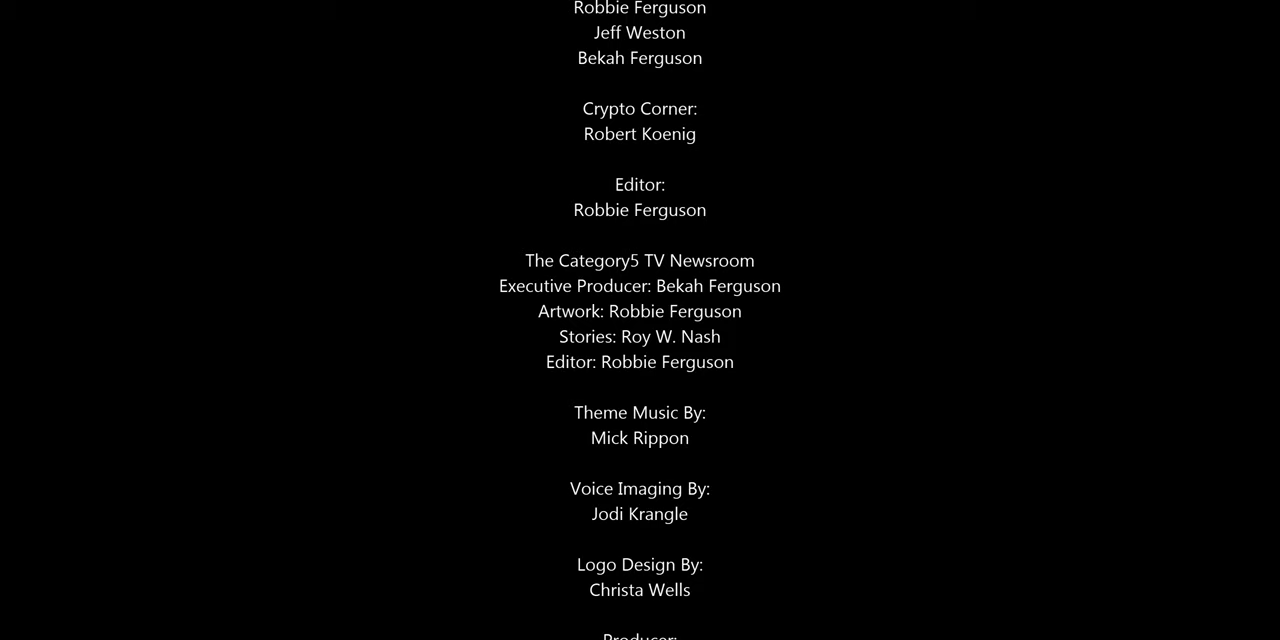 Robbie Ferguson
Jeff Weston
Bekah Ferguson
Crypto Corner:
Robert Koenig
Editor:
Robbie Ferguson
The Category5 TV Newsroom
Executive Producer: Bekah Ferguson
Artwork: Robbie Ferguson
Stories: Roy W. Nash
Editor: Robbie Ferguson
Theme Music By:
Mick Rippon
Voice Imaging By:
Jodi Krangle
Logo Design By:
Christa Wells
Producer: